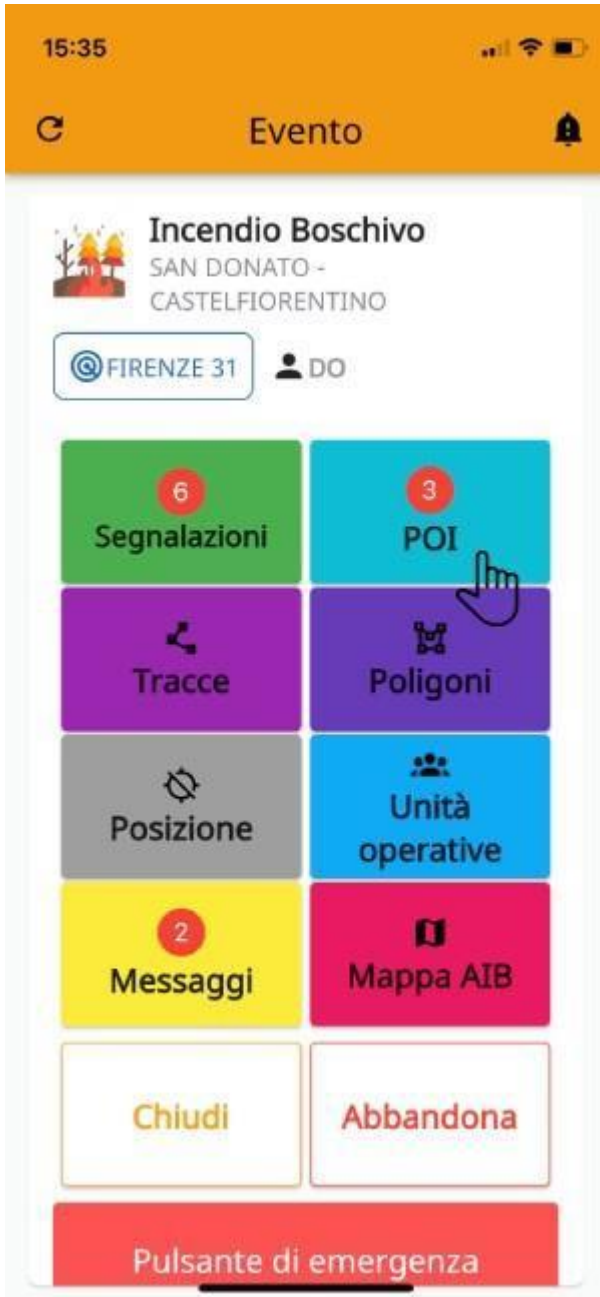 15:35
Evento
Incendio Boschivo
SAN DONATO -
CASTELFIORENTINO
FIRENZE 31
DO
6
Segnalazioni
3
POI
Tracce
Poligoni
Posizione
Unità
operative
2
Messaggi
Mappa AIB
Chiudi
Abbandona
Pulsante di emergenza